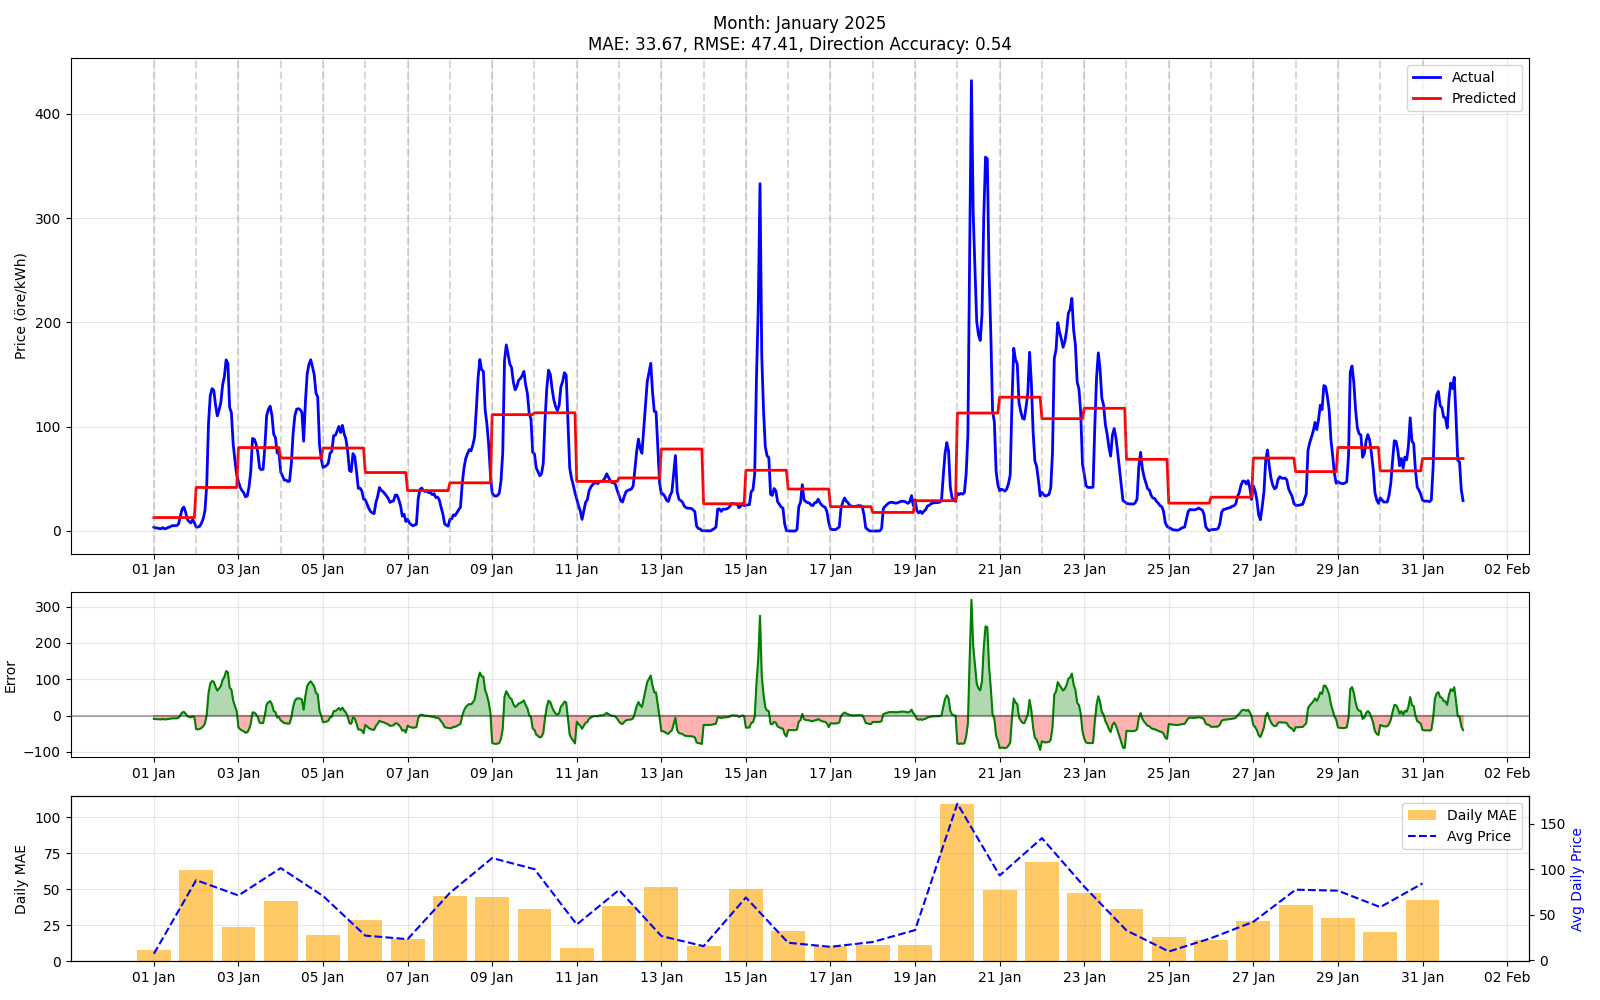 Month: January 2025
MAE: 33.67, RMSE: 47.41, Direction Accuracy: 0.54
Price (öre/kWh)
400
300
200
100
0
Actual
Predicted
01 Jan 03 Jan 05 Jan 07 Jan 09 Jan 11 Jan 13 Jan 15 Jan 17 Jan 19 Jan 21 Jan 23 Jan 25 Jan 27 Jan 29 Jan 31 Jan 02 Feb
Error
300
200
100
0
−100
01 Jan 03 Jan 05 Jan 07 Jan 09 Jan 11 Jan 13 Jan 15 Jan 17 Jan 19 Jan 21 Jan 23 Jan 25 Jan 27 Jan 29 Jan 31 Jan 02 Feb
Daily MAE
100
75
50
25
0
Daily MAE
Avg Price
150
100
50
0
Avg Daily Price
01 Jan 03 Jan 05 Jan 07 Jan 09 Jan 11 Jan 13 Jan 15 Jan 17 Jan 19 Jan 21 Jan 23 Jan 25 Jan 27 Jan 29 Jan 31 Jan 02 Feb